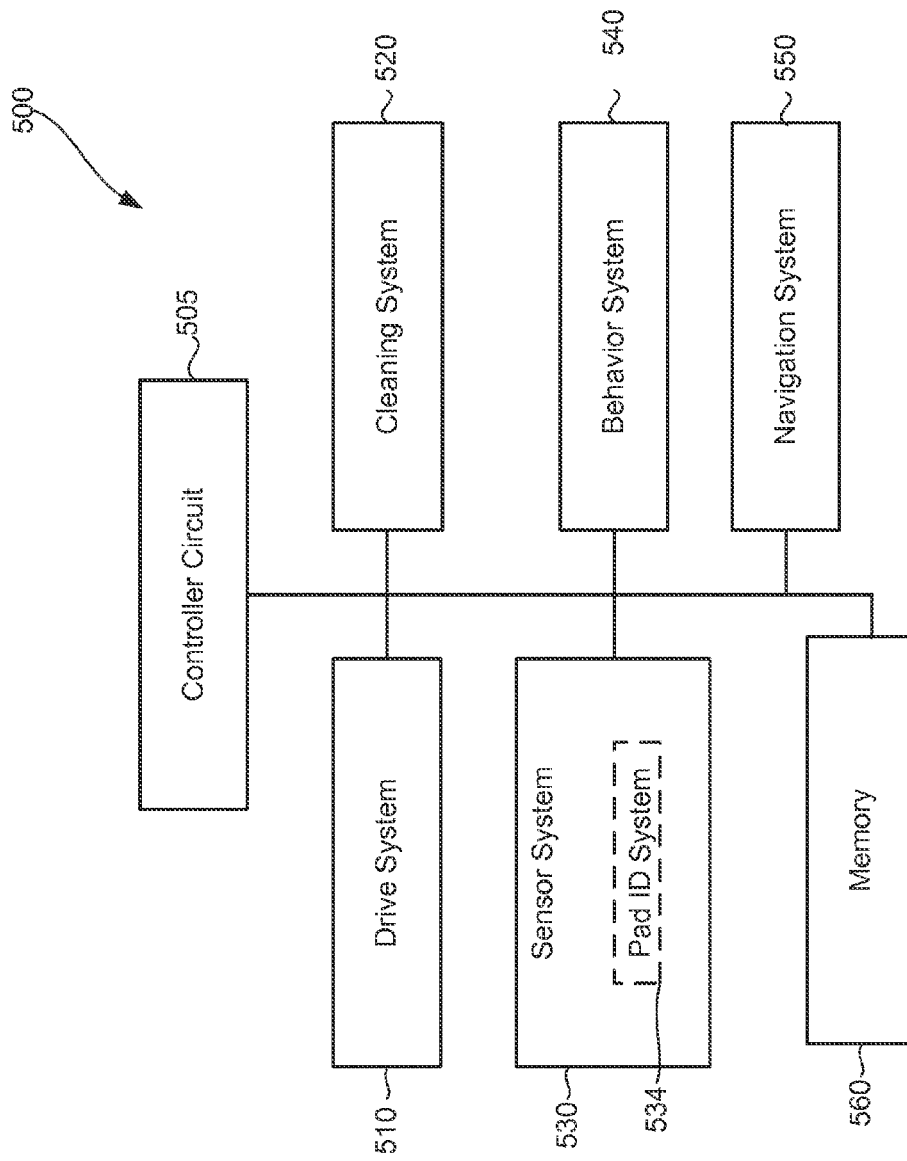 500
Controller Circuit
505
Drive System
510
Cleaning System
520
Sensor System
530
Pad ID System
534
Behavior System
540
Navigation System
550
Memory
560